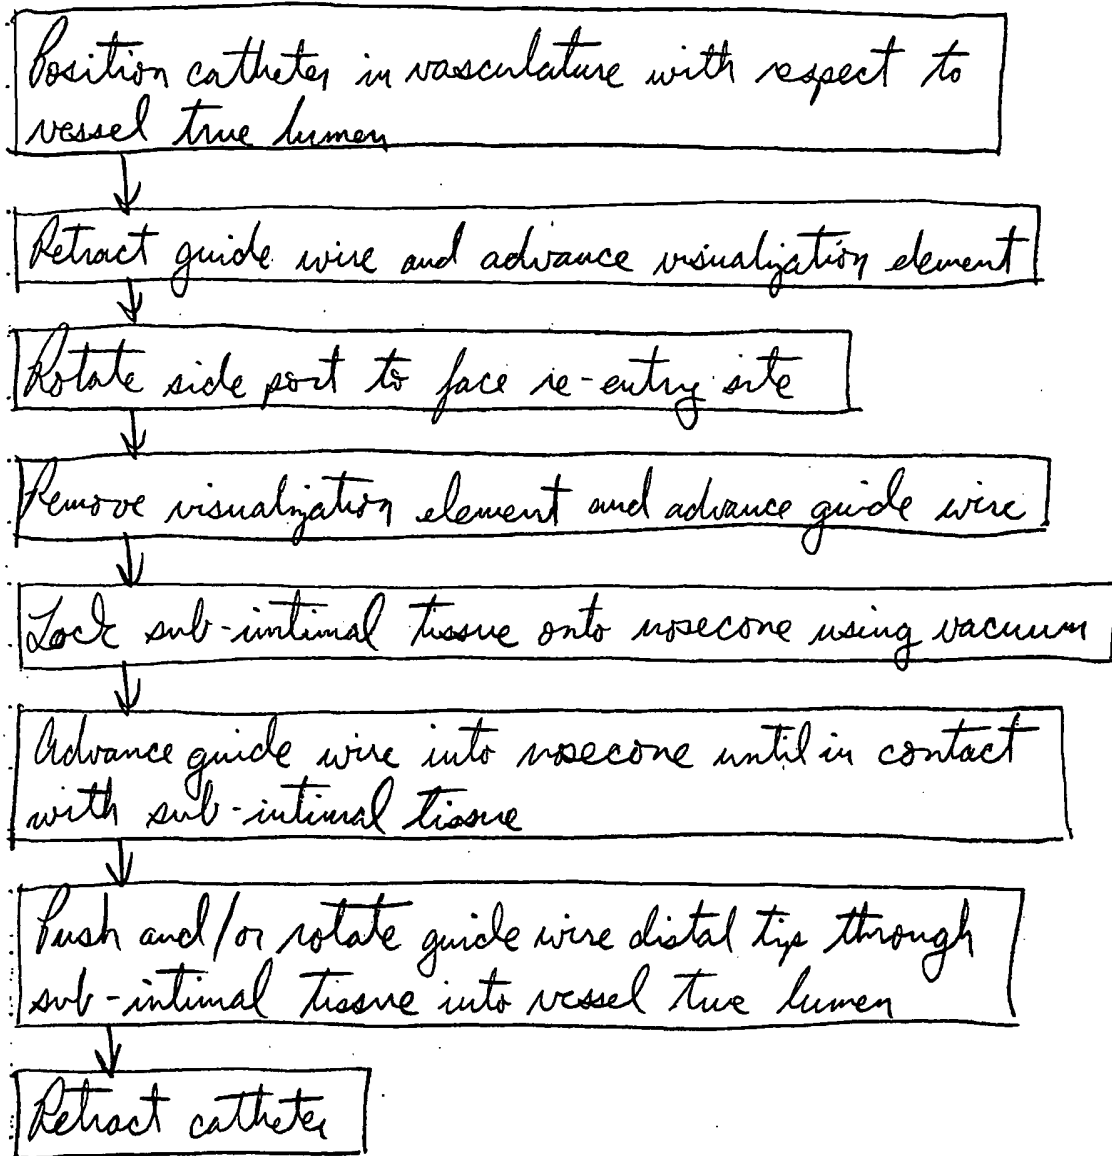 Position catheter in vasculature with respect to
vessel true lumen
Retract guide wire and advance visualization element
Rotate side port to face re-entry site
Remove visualization element and advance guide wire
Lock sub-intimal tissue onto nosecone using vacuum
Advance guide wire into nosecone until in contact
with sub-intimal tissue
Push and/or rotate guide wire distal tip through
sub-intimal tissue into vessel true lumen
Retract catheter